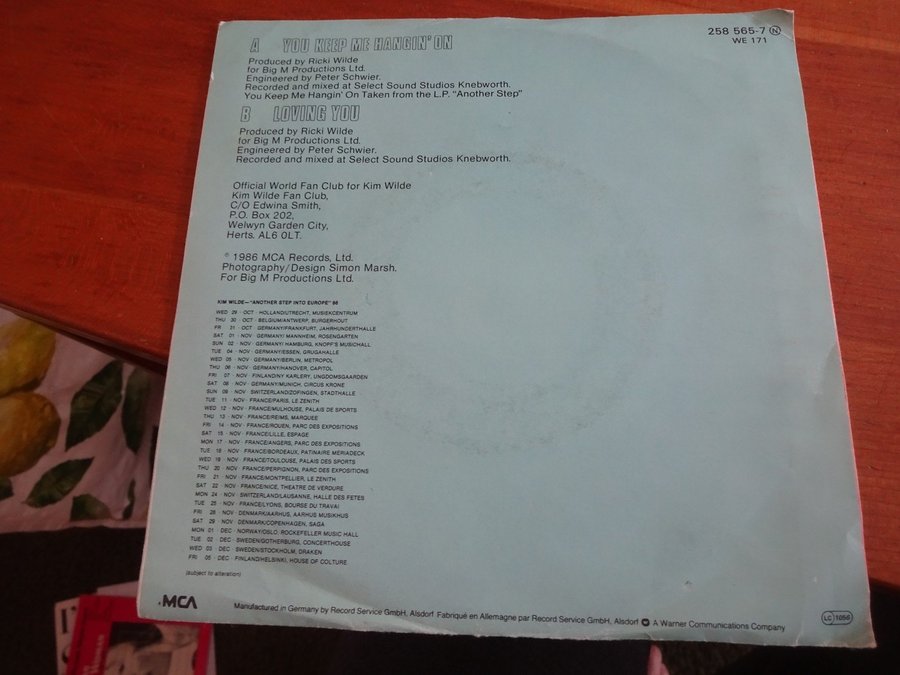 258 565-7 N
WE 171
A YOU KEEP ME HANGIN' ON
Produced by Ricki Wilde
for Big M Productions Ltd.
Engineered by Peter Schwier.
Recorded and mixed at Select Sound Studios Knebworth.
You Keep Me Hangin' On Taken from the L.P. "Another Step"
B LOVING YOU
Produced by Ricki Wilde
for Big M Productions Ltd.
Engineered by Peter Schwier.
Recorded and mixed at Select Sound Studios Knebworth.
Official World Fan Club for Kim Wilde
Kim Wilde Fan Club,
C/O Edwina Smith,
P.O. Box 202,
Welwyn Garden City,
Herts. AL6 0LT.
© 1986 MCA Records, Ltd.
Photography/Design Simon Marsh.
For Big M Productions Ltd.
KIM WILDE—"ANOTHER STEP INTO EUROPE" 86
WED 29 · OCT · HOLLAND/UTRECHT, MUSIEKCENTRUM
THU 30 · OCT · BELGIUM/ANTWERP, BURGERHOUT
FRI 31 · OCT · GERMANY/FRANKFURT, JAHRHUNDERTHALLE
SAT 01 · NOV · GERMANY/MANNHEIM, ROSENGARTEN
SUN 02 · NOV · GERMANY/HAMBURG, KNOPF'S MUSICHALL
TUE 04 · NOV · GERMANY/ESSEN, GRUGAHALLE
WED 05 · NOV · GERMANY/BERLIN, METROPOL
THU 06 · NOV · GERMANY/HANOVER, CAPITOL
FRI 07 · NOV · FINLAND/NY KARLERY, UNGDOMSGAARDEN
SAT 08 · NOV · GERMANY/MUNICH, CIRCUS KRONE
SUN 09 · NOV · SWITZERLAND/ZOFINGEN, STADTHALLE
TUE 11 · NOV · FRANCE/PARIS, LE ZENITH
WED 12 · NOV · FRANCE/MULHOUSE, PALAIS DE SPORTS
THU 13 · NOV · FRANCE/REIMS, MARQUEE
FRI 14 · NOV · FRANCE/ROUEN, PARC DES EXPOSITIONS
SAT 15 · NOV · FRANCE/LILLE, ESPAGE
MON 17 · NOV · FRANCE/ANGERS, PARC DES EXPOSITIONS
TUE 18 · NOV · FRANCE/BORDEAUX, PATINAIRE MERIADECK
WED 19 · NOV · FRANCE/TOULOUSE, PALAIS DES SPORTS
THU 20 · NOV · FRANCE/PERPIGNON, PARC DES EXPOSITIONS
FRI 21 · NOV · FRANCE/MONTPELLIER, LE ZENITH
SAT 22 · NOV · FRANCE/NICE, THEATRE DE VERDURE
MON 24 · NOV · SWITZERLAND/LAUSANNE, HALLE DES FETES
TUE 25 · NOV · FRANCE/LYONS, BOURSE DU TRAVAI
FRI 28 · NOV · DENMARK/AARHUS, AARHUS MUSIKHUS
SAT 29 · NOV · DENMARK/COPENHAGEN, SAGA
MON 01 · DEC · NORWAY/OSLO, ROCKEFELLER MUSIC HALL
TUE 02 · DEC · SWEDEN/GOTHERBURG, CONCERTHOUSE
WED 03 · DEC · SWEDEN/STOCKHOLM, DRAKEN
FRI 05 · DEC · FINLAND/HELSINKI, HOUSE OF COLTURE
(subject to alteration)
MCA Manufactured in Germany by Record Service GmbH, Alsdorf Fabriqué en Allemagne par Record Service GmbH, Alsdorf A Warner Communications Company LC 1056